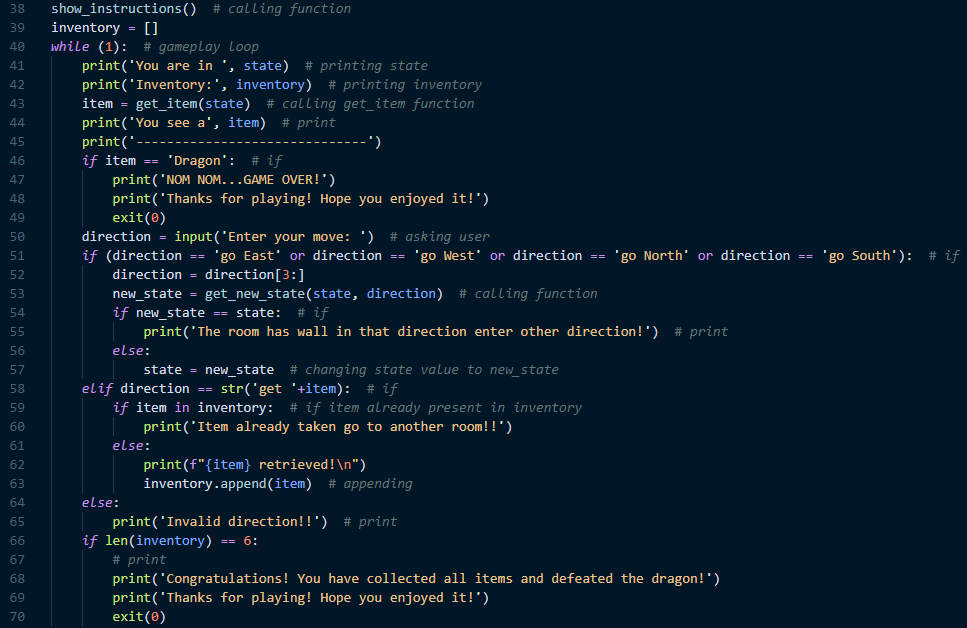 38 show_instructions()  # calling function
39 inventory = []
40 while (1):  # gameplay loop
41     print('You are in ', state)  # printing state
42     print('Inventory:', inventory)  # printing inventory
43     item = get_item(state)  # calling get_item function
44     print('You see a', item)  # print
45     print('------------------------------')
46     if item == 'Dragon':  # if
47         print('NOM NOM...GAME OVER!')
48         print('Thanks for playing! Hope you enjoyed it!')
49         exit(0)
50     direction = input('Enter your move: ')  # asking user
51     if (direction == 'go East' or direction == 'go West' or direction == 'go North' or direction == 'go South'):  # if
52         direction = direction[3:]
53         new_state = get_new_state(state, direction)  # calling function
54         if new_state == state:  # if
55             print('The room has wall in that direction enter other direction!')  # print
56         else:
57             state = new_state  # changing state value to new_state
58     elif direction == str('get '+item):  # if
59         if item in inventory:  # if item already present in inventory
60             print('Item already taken go to another room!!')
61         else:
62             print(f"{item} retrieved!\n")
63             inventory.append(item)  # appending
64     else:
65         print('Invalid direction!!')  # print
66     if len(inventory) == 6:
67         # print
68         print('Congratulations! You have collected all items and defeated the dragon!')
69         print('Thanks for playing! Hope you enjoyed it!')
70         exit(0)